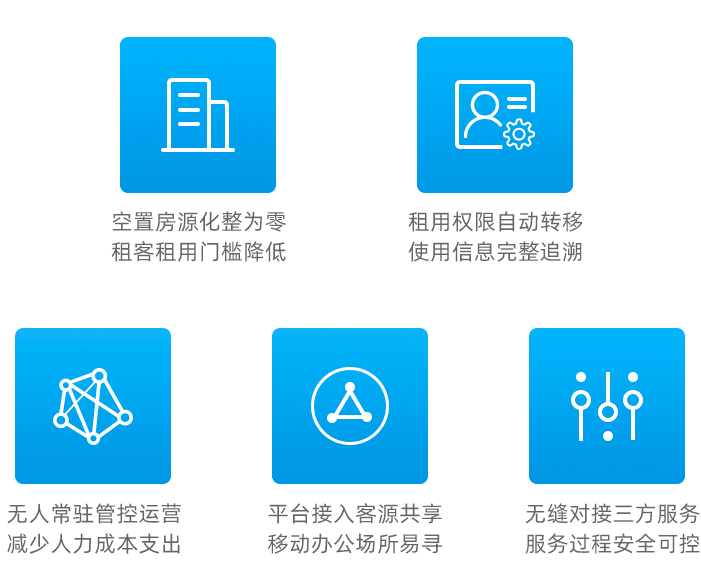 空置房源化整为零
租客租用门槛降低
租用权限自动转移
使用信息完整追溯
无人常驻管控运营
减少人力成本支出
平台接入客源共享
移动办公场所易寻
无缝对接三方服务
服务过程安全可控